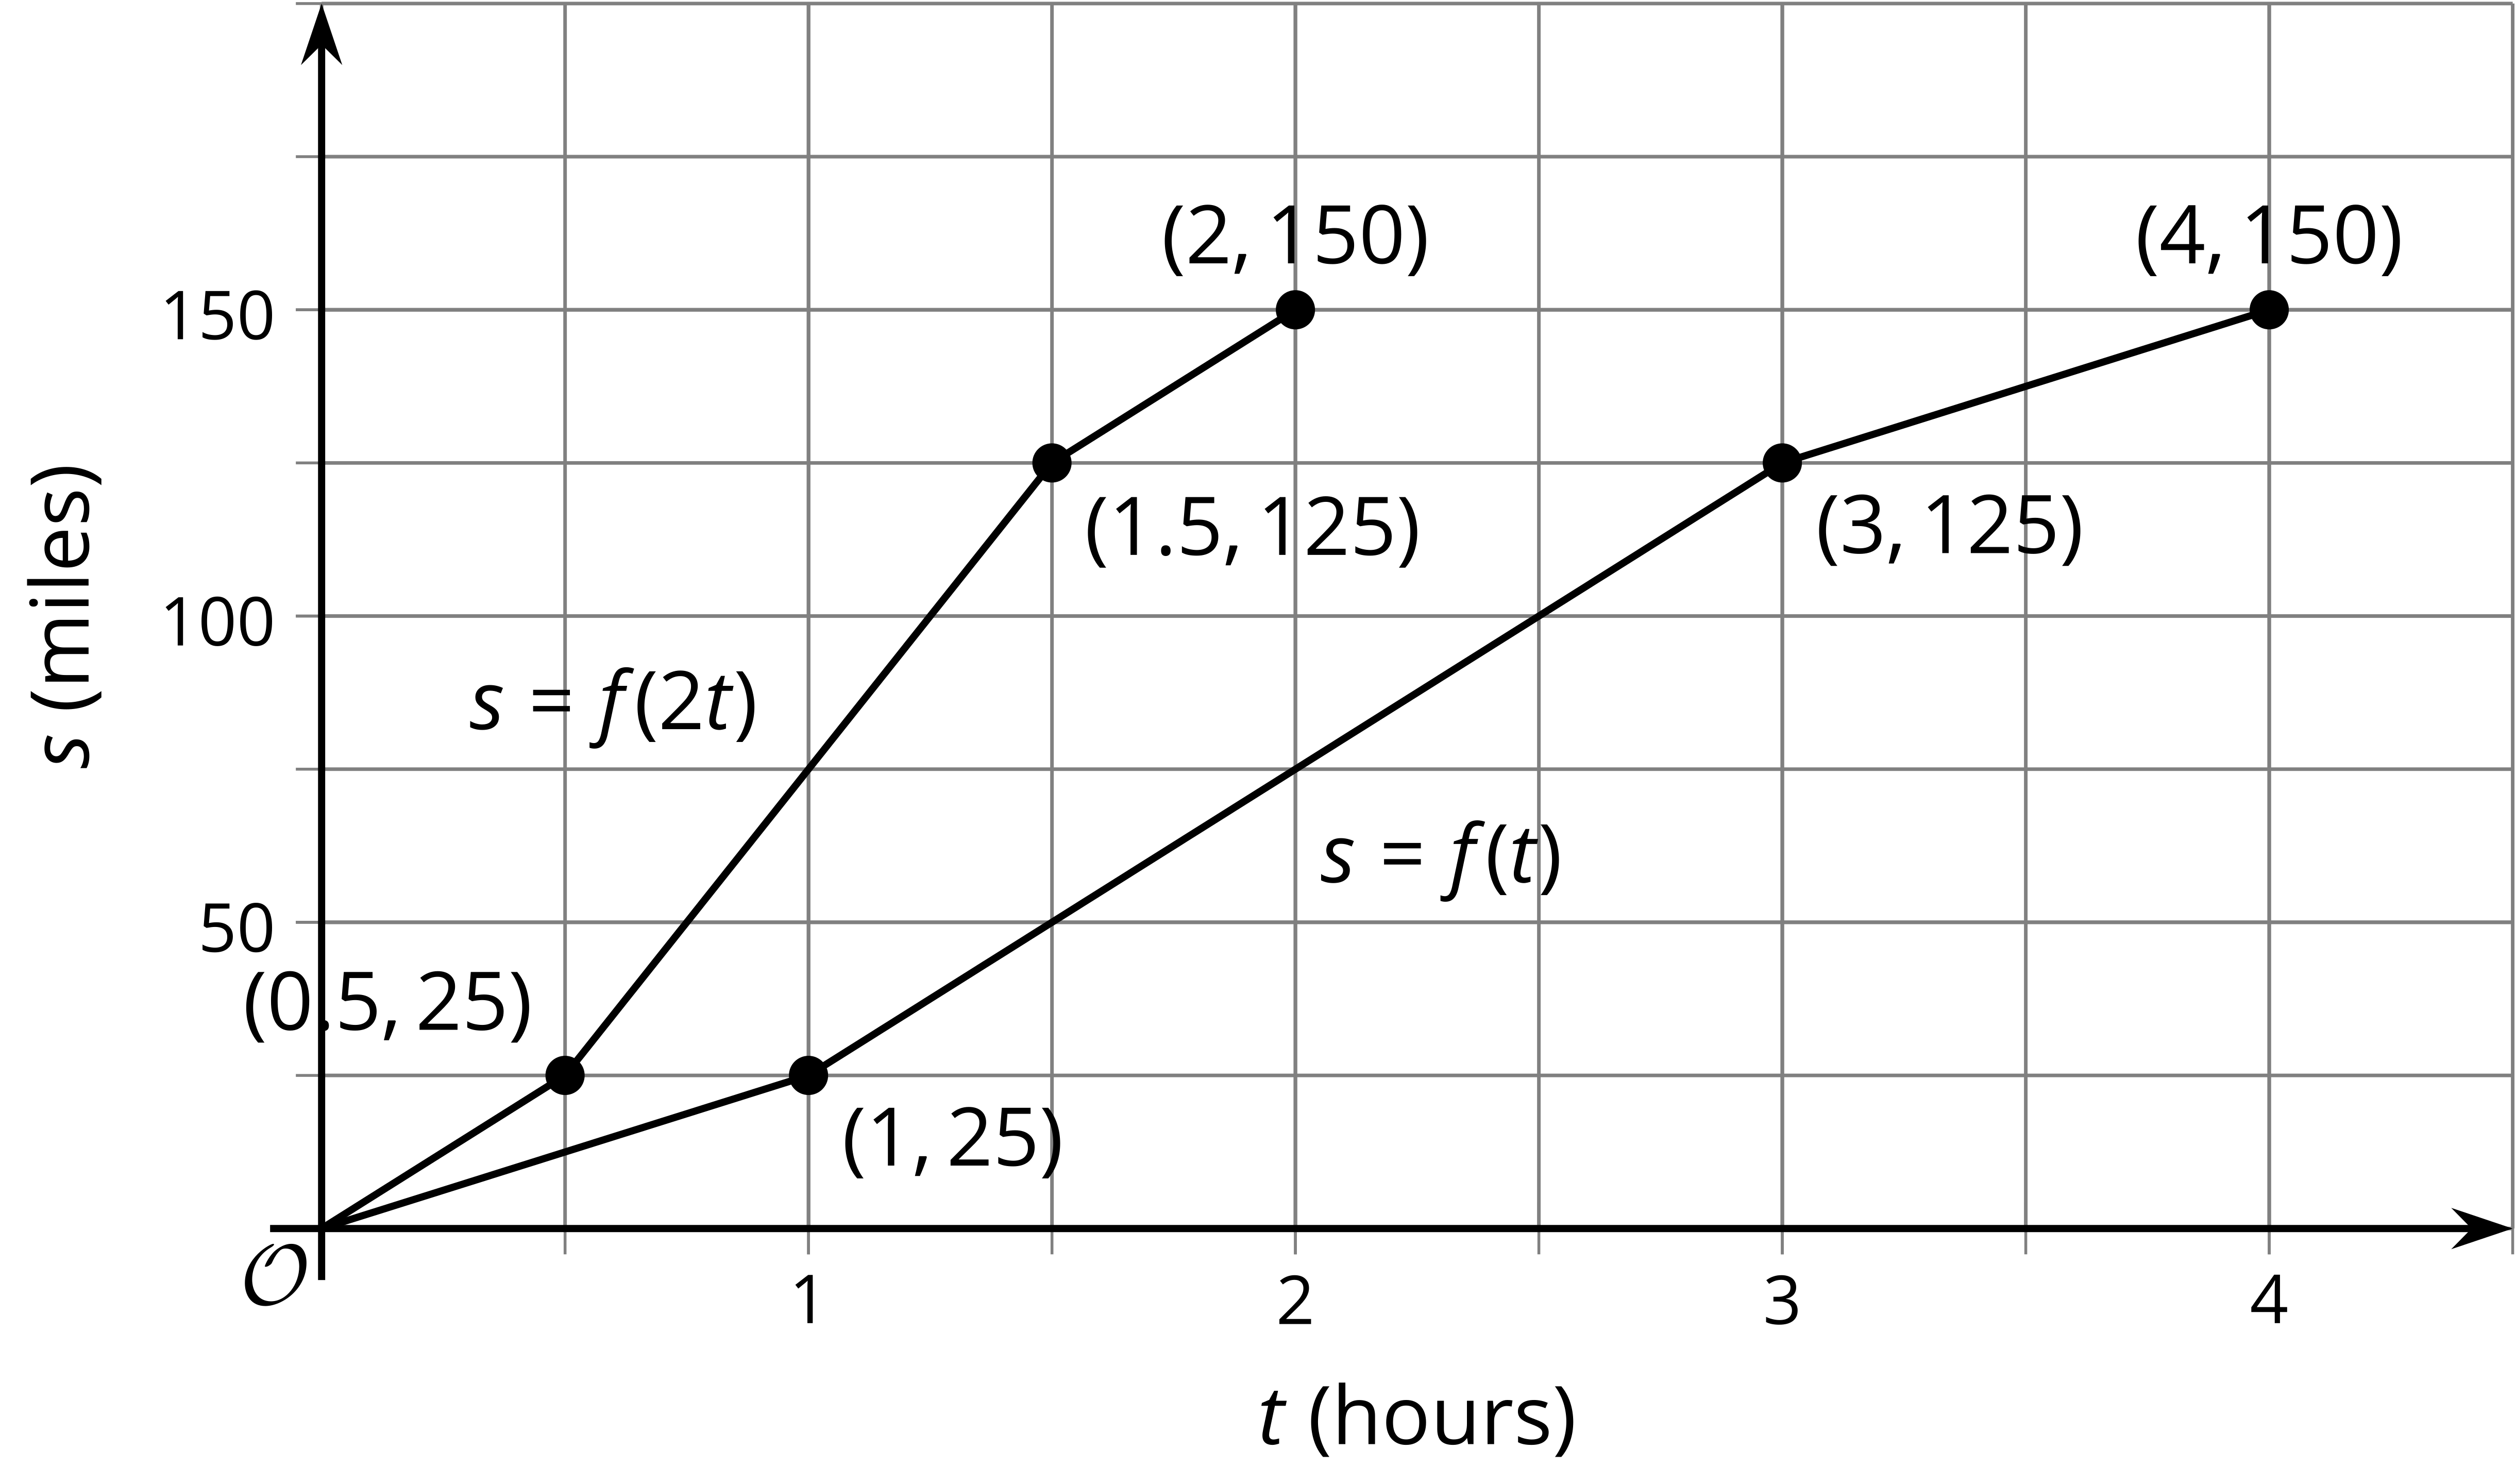 (2, 150)
(4, 150)
150
(1.5, 125)
(3, 125)
100
s = f(2t)
s (miles)
s = f(t)
50
(0.5, 25)
(1, 25)
O
1
2
3
4
t (hours)